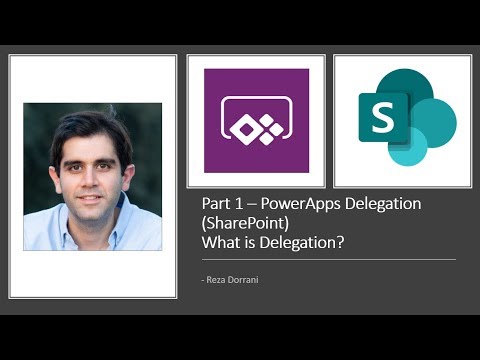 S
Part 1 – PowerApps Delegation
(SharePoint)
What is Delegation?
- Reza Dorrani